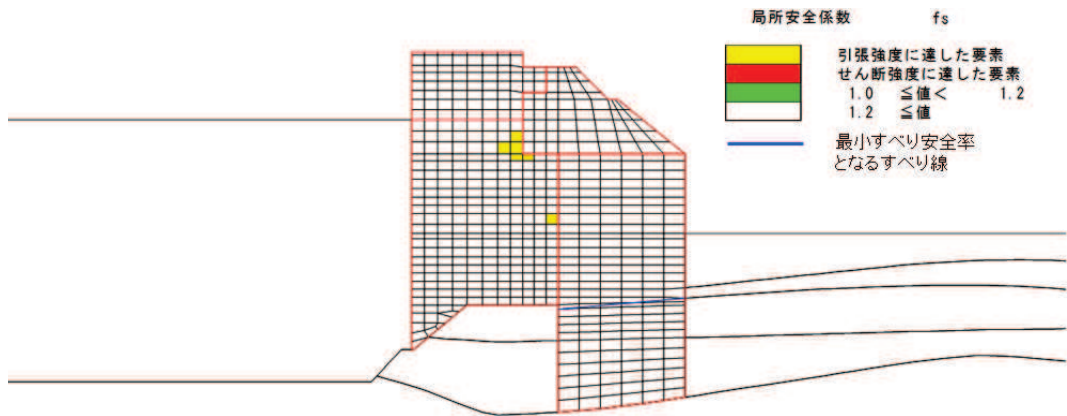 局所安全係数 fs
引張強度に達した要素
せん断強度に達した要素
1.0 ≦値< 1.2
1.2 ≦値
最小すべり安全率
となるすべり線